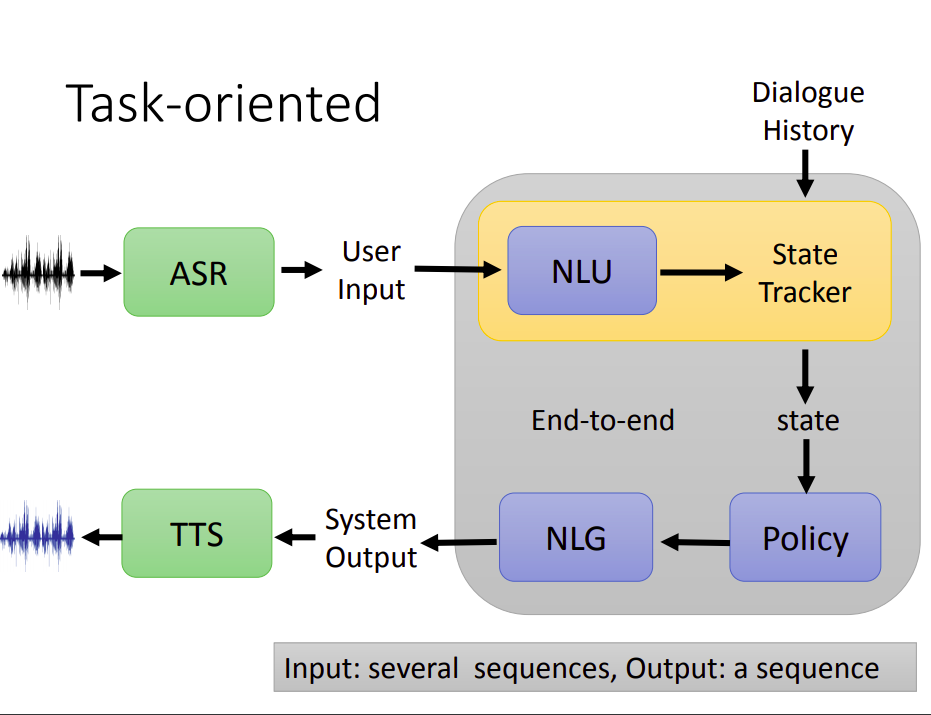 Task-oriented
Dialogue
History
ASR
User
Input
NLU
State
Tracker
End-to-end
state
TTS
System
Output
NLG
Policy
Input: several sequences, Output: a sequence